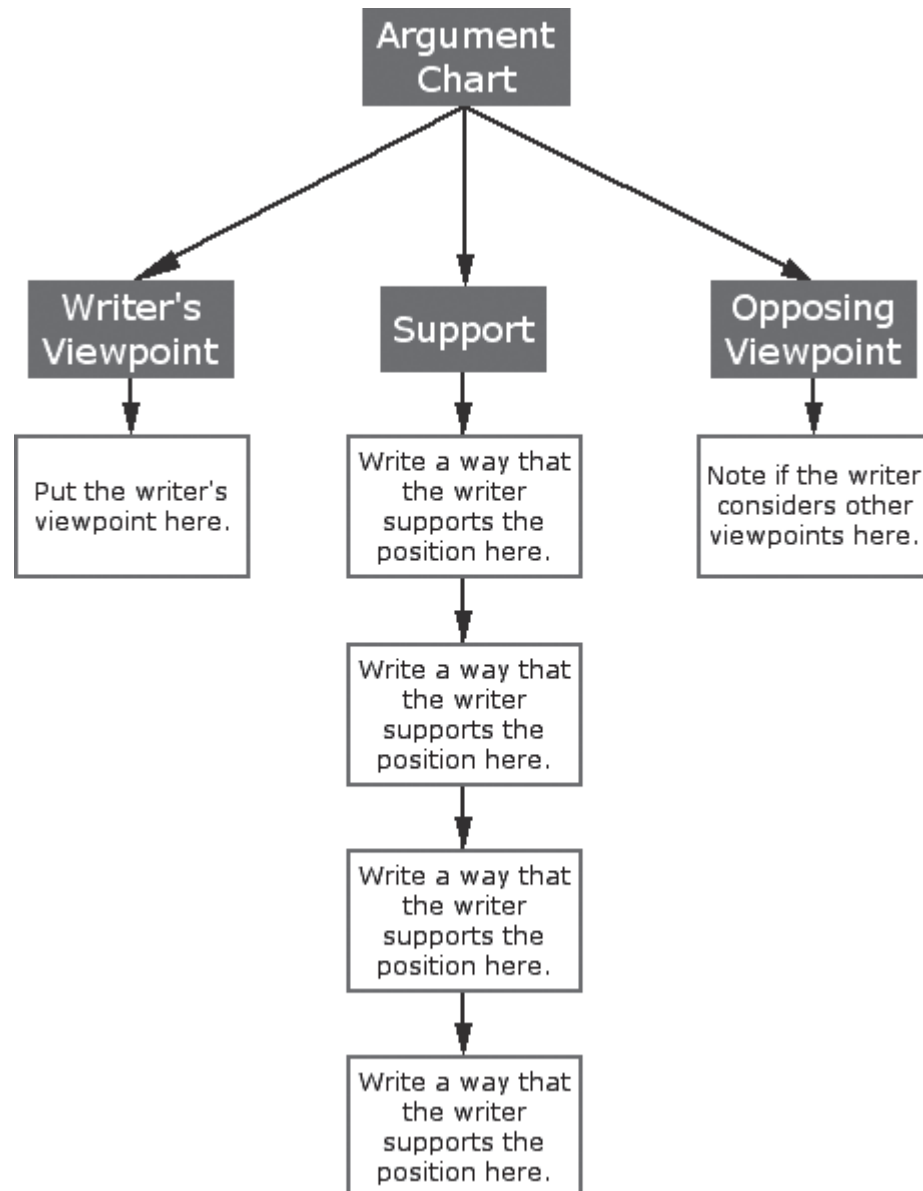 Argument
Chart
Writer's
Viewpoint
Support
Opposing
Viewpoint
Put the writer's
viewpoint here.
Write a way that
the writer
supports the
position here.
Note if the writer
considers other
viewpoints here.
Write a way that
the writer
supports the
position here.
Write a way that
the writer
supports the
position here.
Write a way that
the writer
supports the
position here.